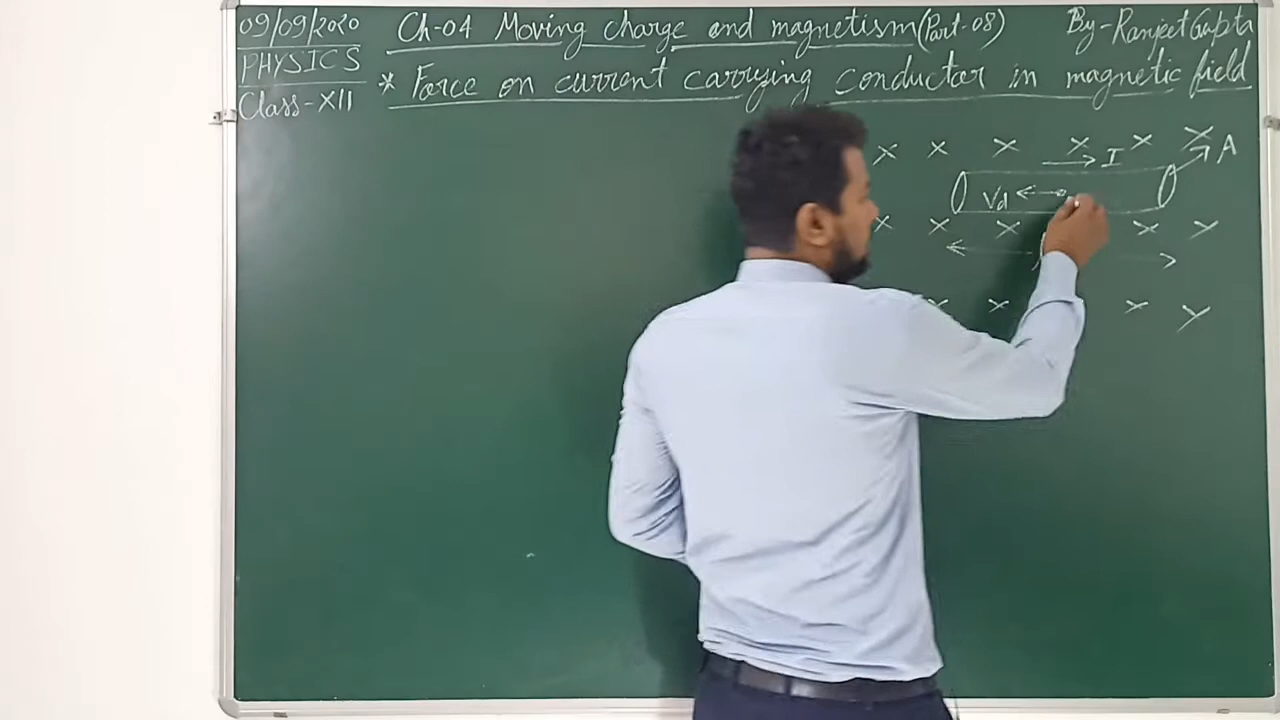 09/09/2020 Ch-04 Moving charge and magnetism (Part-08) By-Ranjeet Gupta
PHYSICS
* Force on current carrying conductor in magnetic field
Class-XII
I
A
Vd